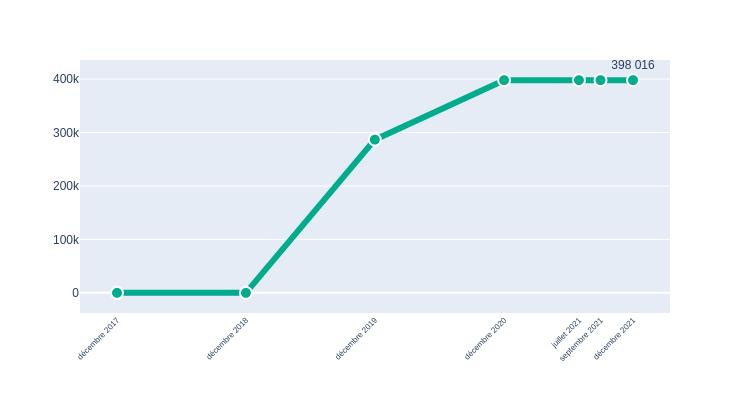 398 016
400k
300k
200k
100k
0
décembre 2017
décembre 2018
décembre 2019
décembre 2020
juillet 2021
septembre 2021
décembre 2021